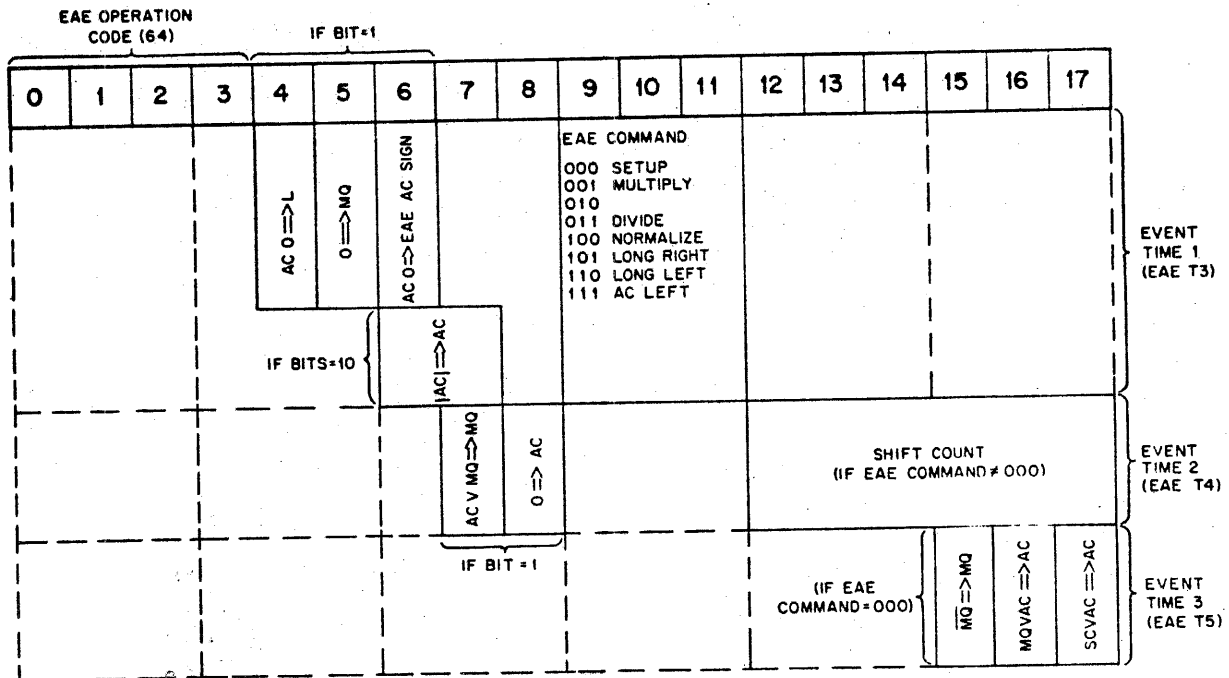 EAE OPERATION
CODE (64)
IF BIT=1
0 1 2 3 4 5 6 7 8 9 10 11 12 13 14 15 16 17
AC 0=>L
0=>MQ
AC 0=>EAE AC SIGN
EAE COMMAND
000 SETUP
001 MULTIPLY
010
011 DIVIDE
100 NORMALIZE
101 LONG RIGHT
110 LONG LEFT
111 AC LEFT
EVENT
TIME 1
(EAE T3)
IF BITS=10
|AC|=>AC
AC V MQ=>MQ
0=>AC
SHIFT COUNT
(IF EAE COMMAND≠000)
EVENT
TIME 2
(EAE T4)
IF BIT=1
(IF EAE
COMMAND=000)
M̅Q̅=>MQ
MQVAC=>AC
SCVAC=>AC
EVENT
TIME 3
(EAE T5)